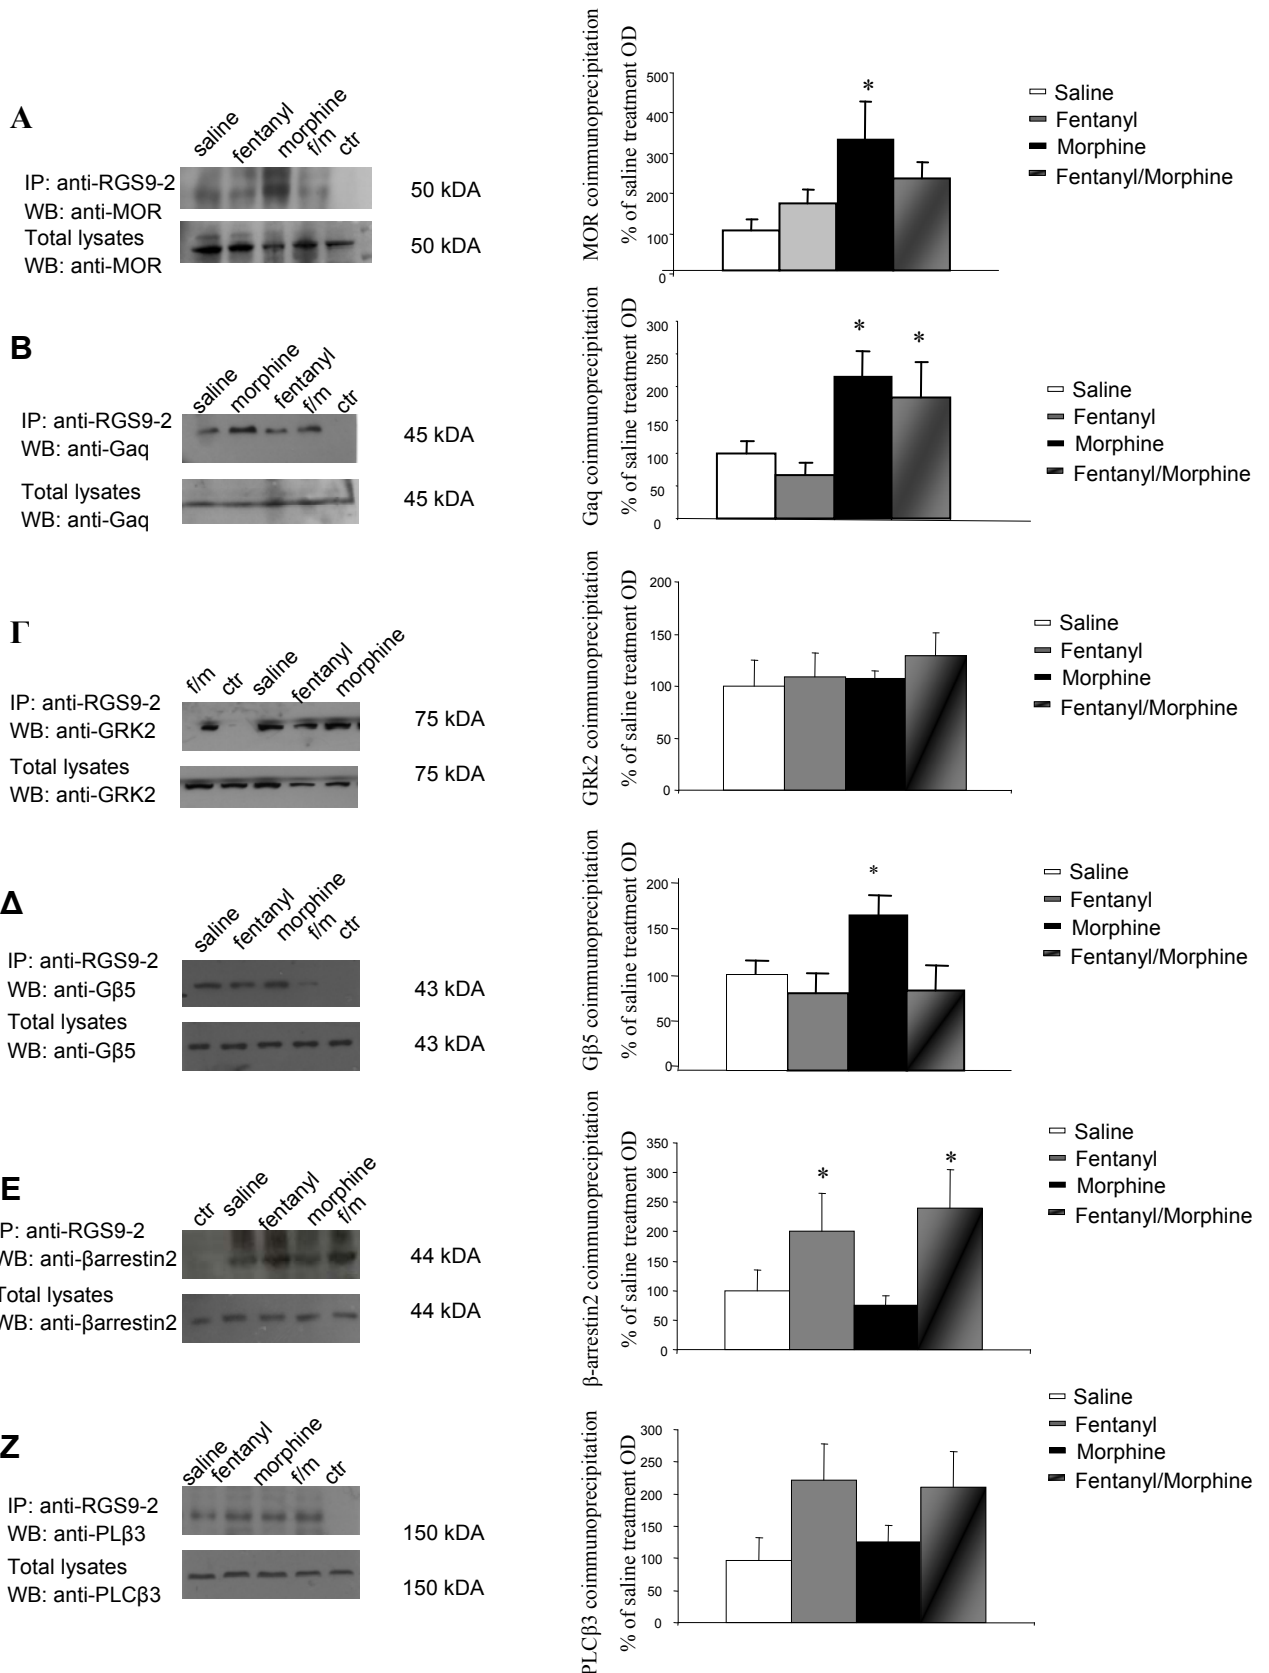 A
saline
fentanyl
morphine
f/m
ctr
IP: anti-RGS9-2
WB: anti-MOR
50 kDA
Total lysates
WB: anti-MOR
50 kDA
MOR coimmunoprecipitation
% of saline treatment OD
500
400
300
200
100
0
*
Saline
Fentanyl
Morphine
Fentanyl/Morphine
B
saline
morphine
fentanyl
f/m
ctr
IP: anti-RGS9-2
WB: anti-Gaq
45 kDA
Total lysates
WB: anti-Gaq
45 kDA
Gaq coimmunoprecipitation
% of saline treatment OD
300
250
200
150
100
50
0
*
*
Saline
Fentanyl
Morphine
Fentanyl/Morphine
Γ
f/m
ctr
saline
fentanyl
morphine
IP: anti-RGS9-2
WB: anti-GRK2
75 kDA
Total lysates
WB: anti-GRK2
75 kDA
GRk2 coimmunoprecipitation
% of saline treatment OD
200
150
100
50
0
Saline
Fentanyl
Morphine
Fentanyl/Morphine
Δ
saline
fentanyl
morphine
f/m
ctr
IP: anti-RGS9-2
WB: anti-Gβ5
43 kDA
Total lysates
WB: anti-Gβ5
43 kDA
Gβ5 coimmunoprecipitation
% of saline treatment OD
200
150
100
50
0
*
Saline
Fentanyl
Morphine
Fentanyl/Morphine
E
ctr
saline
fentanyl
morphine
f/m
IP: anti-RGS9-2
WB: anti-βarrestin2
44 kDA
Total lysates
WB: anti-βarrestin2
44 kDA
β-arrestin2 coimmunoprecipitation
% of saline treatment OD
350
300
250
200
150
100
50
0
*
*
Saline
Fentanyl
Morphine
Fentanyl/Morphine
Z
saline
fentanyl
morphine
f/m
ctr
IP: anti-RGS9-2
WB: anti-PLβ3
150 kDA
Total lysates
WB: anti-PLCβ3
150 kDA
PLCβ3 coimmunoprecipitation
% of saline treatment OD
300
250
200
150
100
50
0
Saline
Fentanyl
Morphine
Fentanyl/Morphine